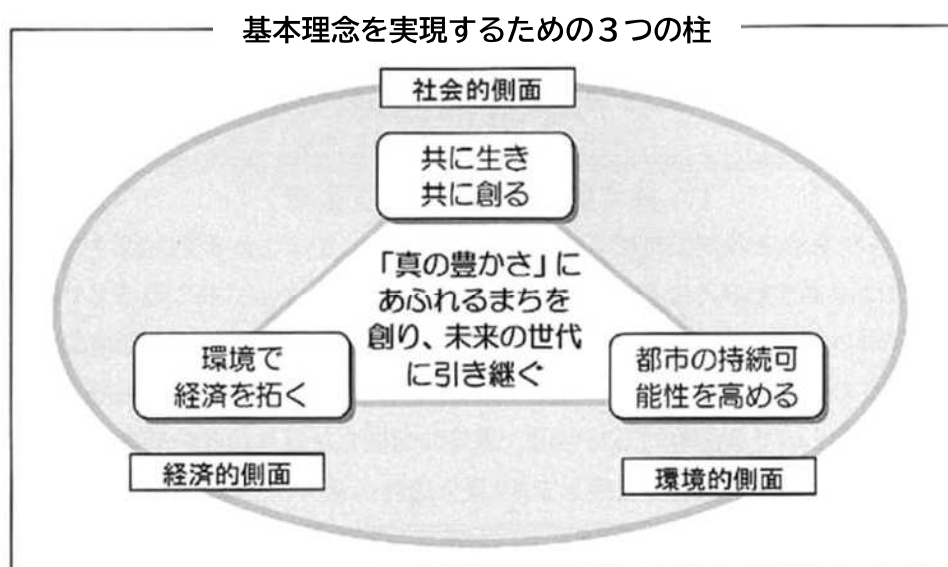 基本理念を実現するための３つの柱
社会的側面
共に生き
共に創る
「真の豊かさ」に
あふれるまちを
創り、未来の世代
に引き継ぐ
環境で
経済を拓く
都市の持続可
能性を高める
経済的側面
環境的側面